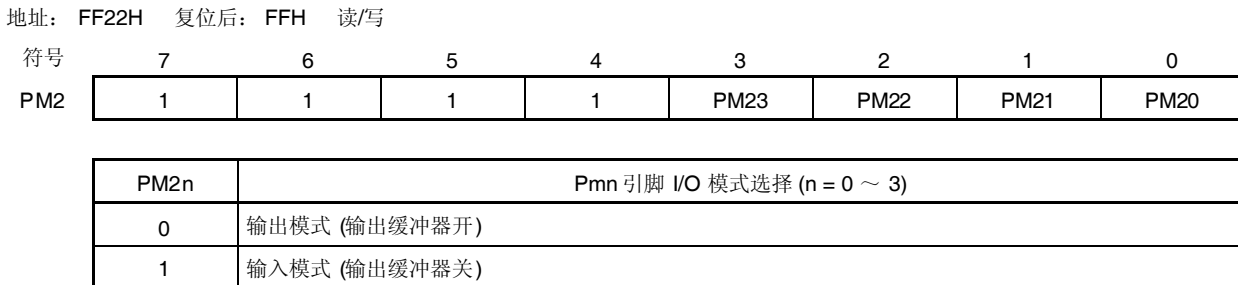 地址: FF22H 复位后: FFH 读/写
符号 7 6 5 4 3 2 1 0
PM2 1 1 1 1 PM23 PM22 PM21 PM20
PM2n Pmn 引脚 I/O 模式选择 (n = 0 ～ 3)
0 输出模式 (输出缓冲器开)
1 输入模式 (输出缓冲器关)